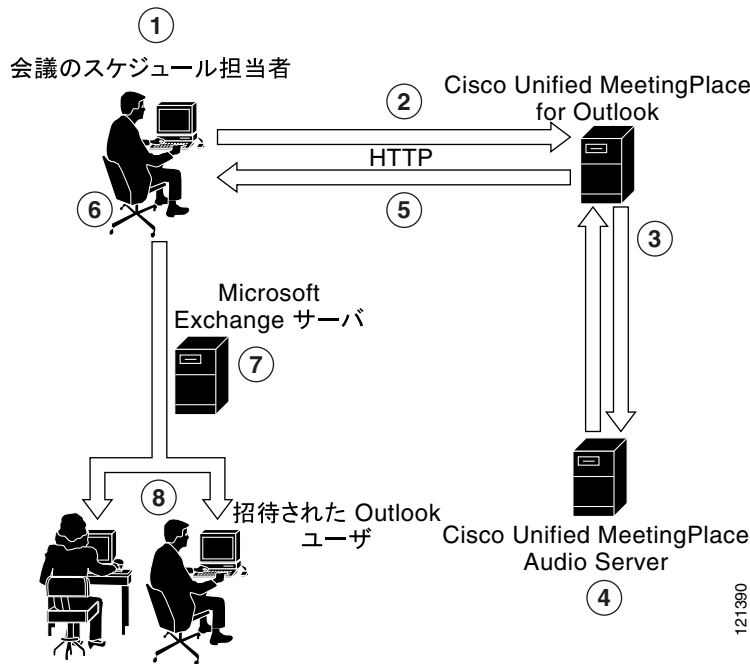 1
会議のスケジュール担当者
2
Cisco Unified MeetingPlace
for Outlook
HTTP
5
6
3
Microsoft
Exchange サーバ
7
8
招待された Outlook
ユーザ
Cisco Unified MeetingPlace
Audio Server
4
121390